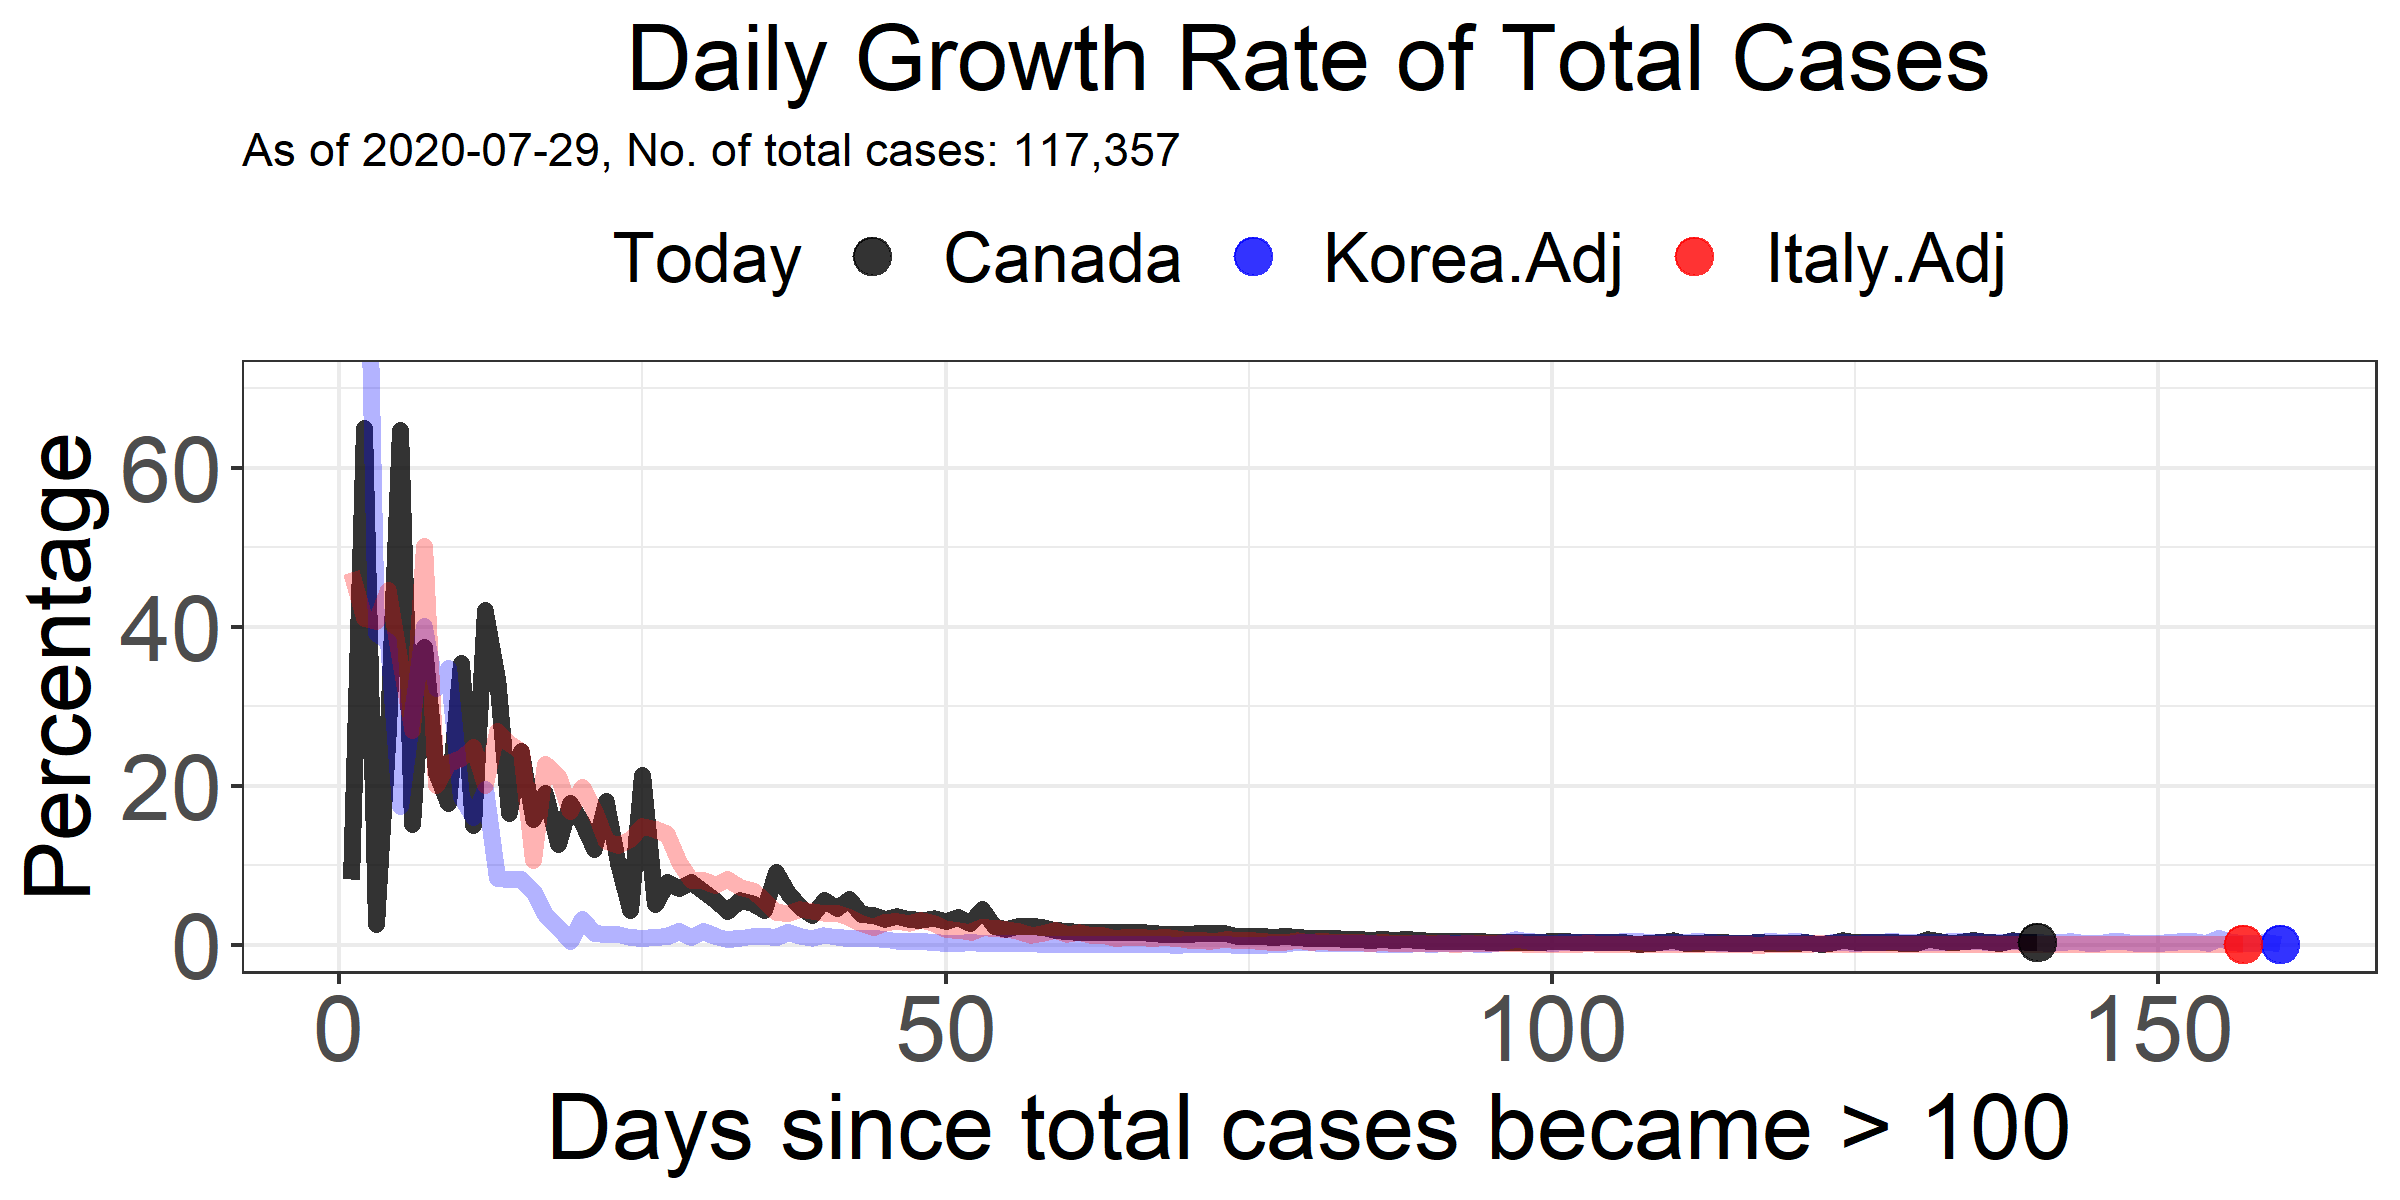 Daily Growth Rate of Total Cases
As of 2020-07-29, No. of total cases: 117,357
Today Canada Korea.Adj Italy.Adj
Percentage
60
40
20
0
0 50 100 150
Days since total cases became > 100